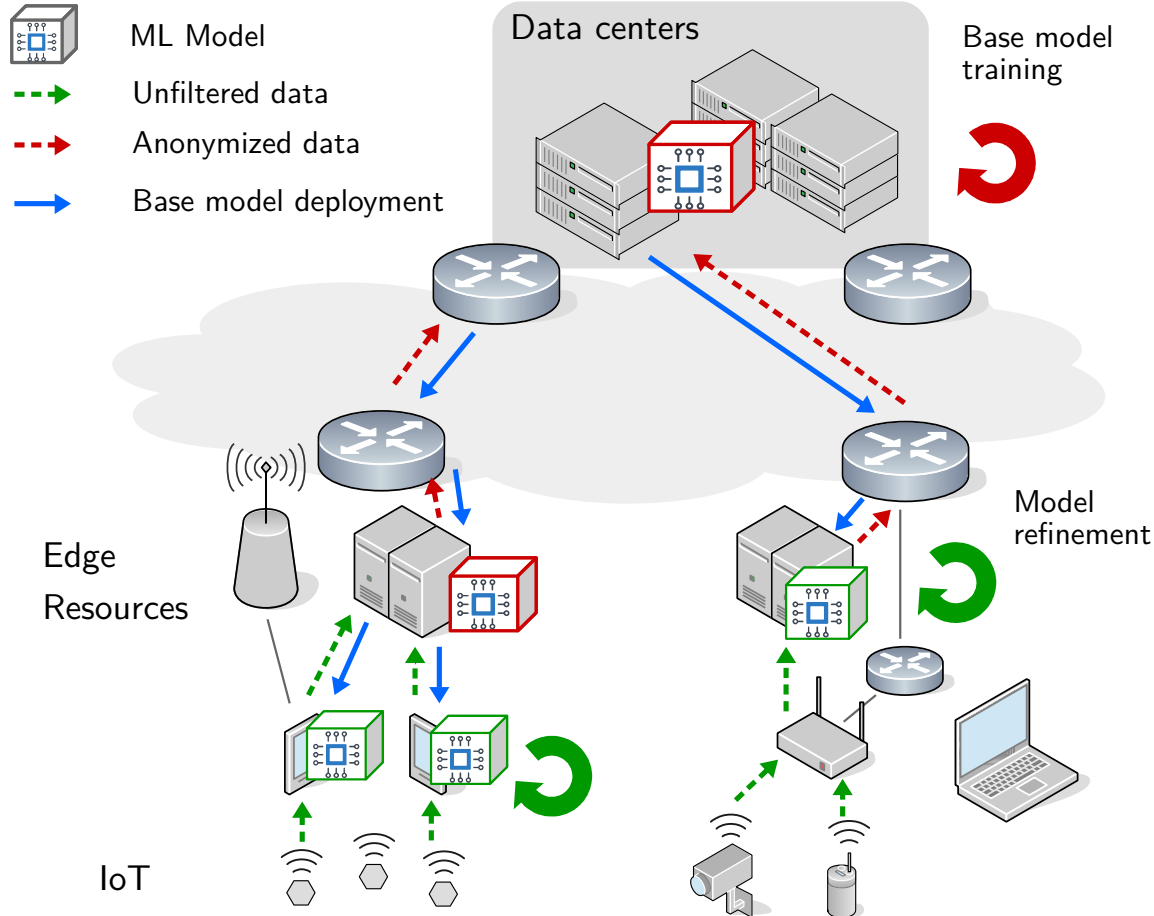 ML Model
Unfiltered data
Anonymized data
Base model deployment
Data centers
Base model
training
Edge
Resources
Model
refinement
IoT